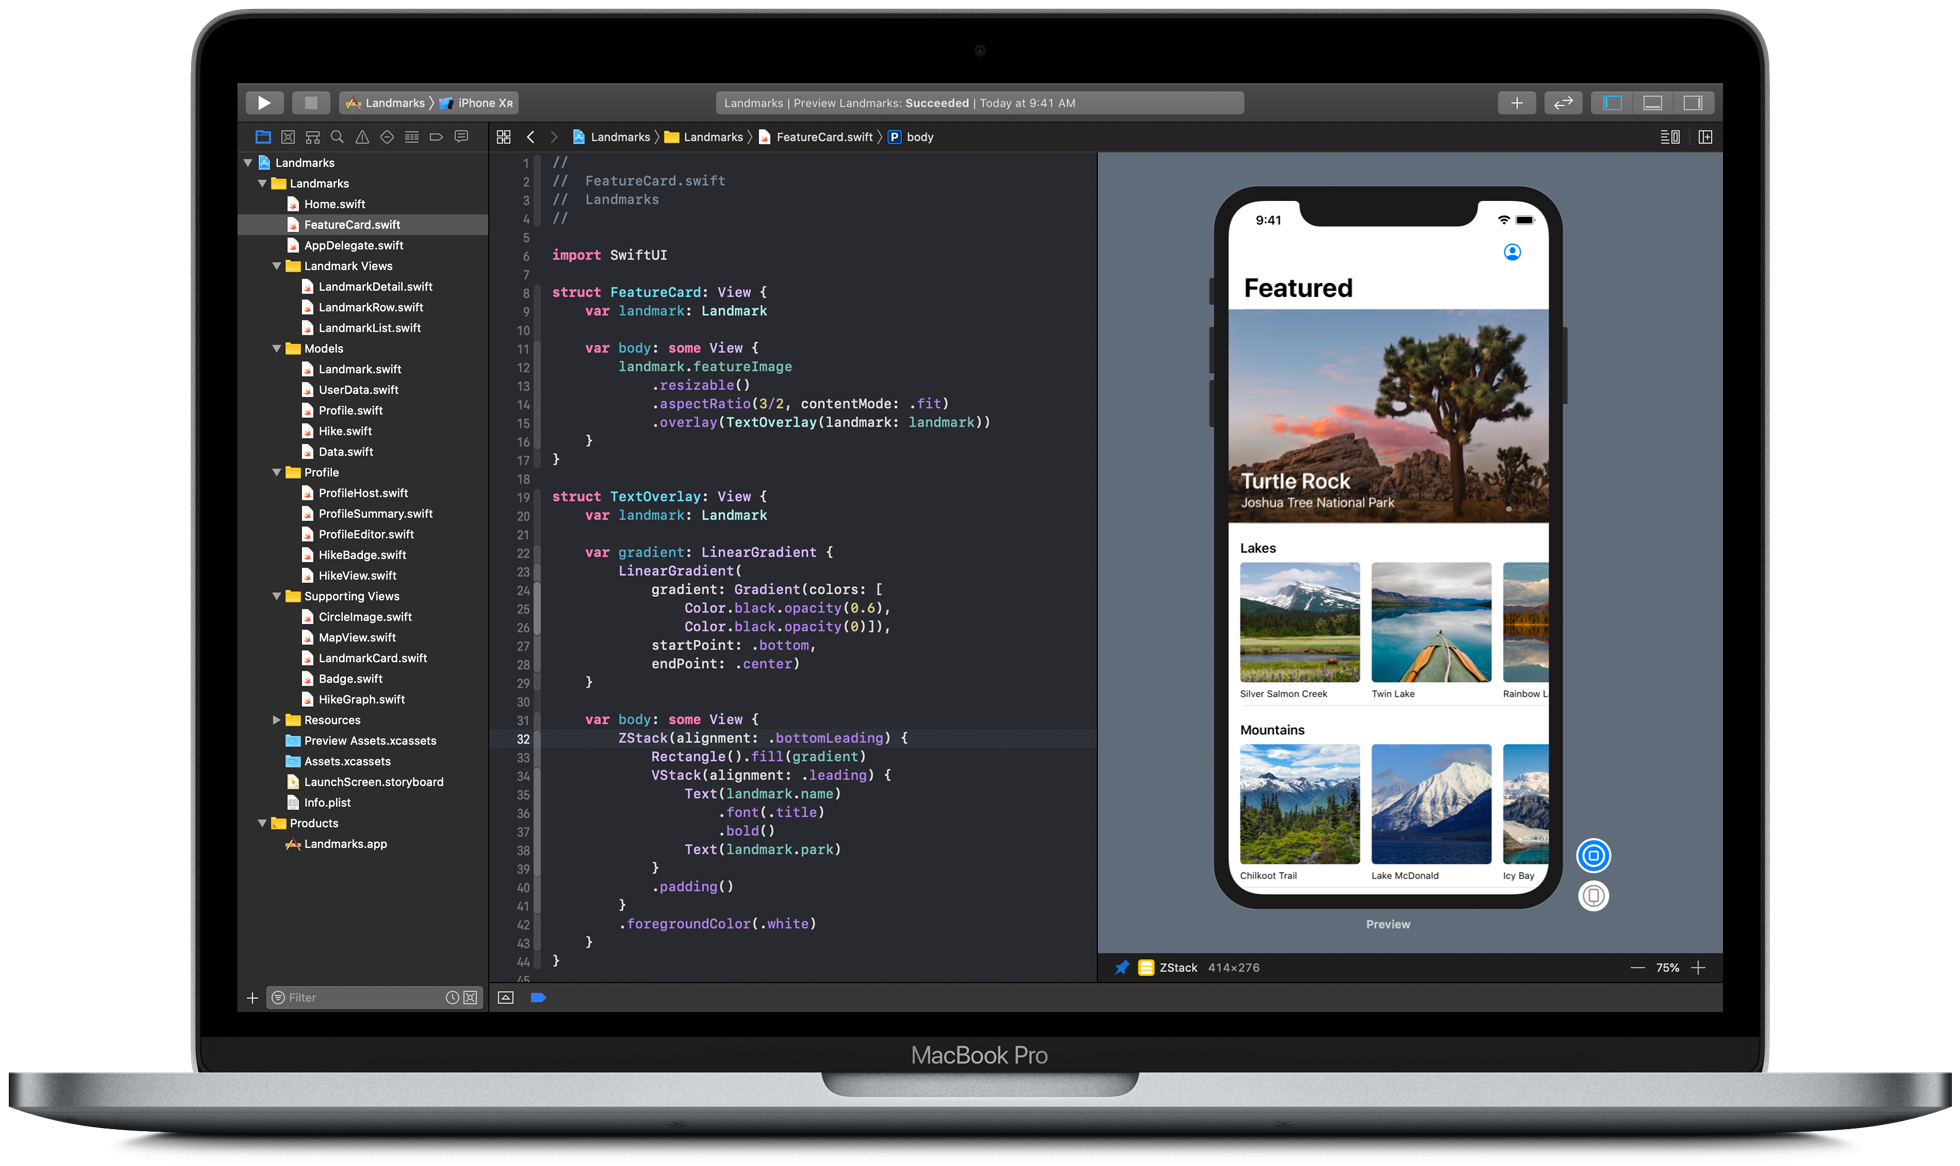 Landmarks 〉 iPhone XR
Landmarks | Preview Landmarks: Succeeded | Today at 9:41 AM
Landmarks 〉 Landmarks 〉 FeatureCard.swift 〉 P body
Landmarks
Landmarks
Home.swift
FeatureCard.swift
AppDelegate.swift
Landmark Views
LandmarkDetail.swift
LandmarkRow.swift
LandmarkList.swift
Models
Landmark.swift
UserData.swift
Profile.swift
Hike.swift
Data.swift
Profile
ProfileHost.swift
ProfileSummary.swift
ProfileEditor.swift
HikeBadge.swift
HikeView.swift
Supporting Views
CircleImage.swift
MapView.swift
LandmarkCard.swift
Badge.swift
HikeGraph.swift
Resources
Preview Assets.xcassets
Assets.xcassets
LaunchScreen.storyboard
Info.plist
Products
Landmarks.app
Filter
1 //
2 //  FeatureCard.swift
3 //  Landmarks
4 //
5
6 import SwiftUI
7
8 struct FeatureCard: View {
9     var landmark: Landmark
10
11     var body: some View {
12         landmark.featureImage
13             .resizable()
14             .aspectRatio(3/2, contentMode: .fit)
15             .overlay(TextOverlay(landmark: landmark))
16     }
17 }
18
19 struct TextOverlay: View {
20     var landmark: Landmark
21
22     var gradient: LinearGradient {
23         LinearGradient(
24             gradient: Gradient(colors: [
25                 Color.black.opacity(0.6),
26                 Color.black.opacity(0)]),
27             startPoint: .bottom,
28             endPoint: .center)
29     }
30
31     var body: some View {
32         ZStack(alignment: .bottomLeading) {
33             Rectangle().fill(gradient)
34             VStack(alignment: .leading) {
35                 Text(landmark.name)
36                     .font(.title)
37                     .bold()
38                 Text(landmark.park)
39             }
40             .padding()
41         }
42         .foregroundColor(.white)
43     }
44 }
45
9:41
Featured
Turtle Rock
Joshua Tree National Park
Lakes
Silver Salmon Creek
Twin Lake
Rainbow L
Mountains
Chilkoot Trail
Lake McDonald
Icy Bay
Preview
ZStack 414×276
75%
MacBook Pro